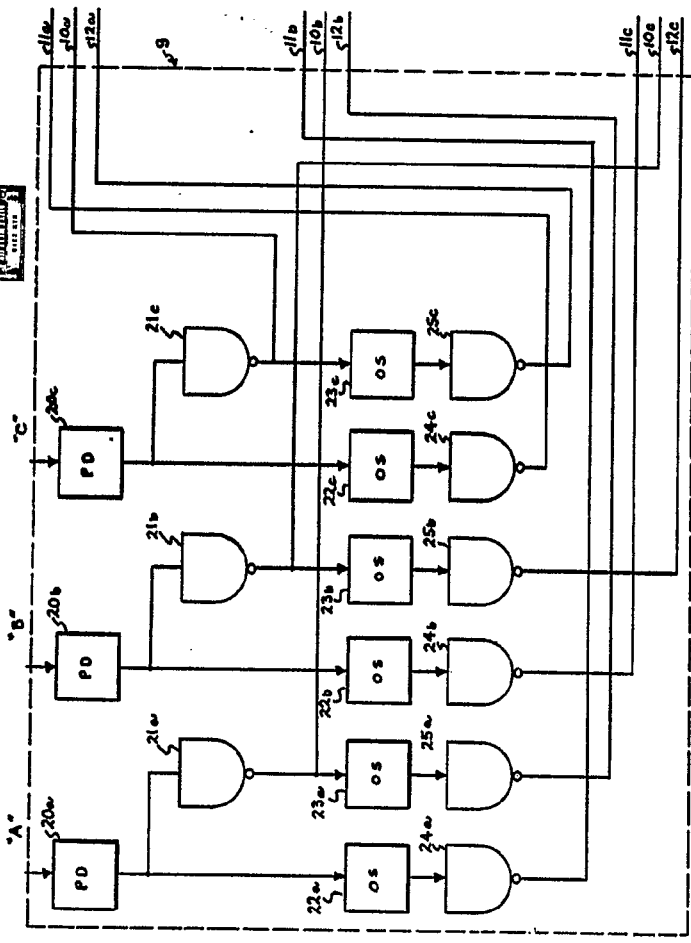 11a
10a
12a
11b
10b
12b
11c
10c
12c
9
"A"
"B"
"C"
20a
PD
20b
PD
20c
PD
21a
21b
21c
22a
OS
23a
OS
22b
OS
23b
OS
22c
OS
23c
OS
24a
25a
24b
25b
24c
25c